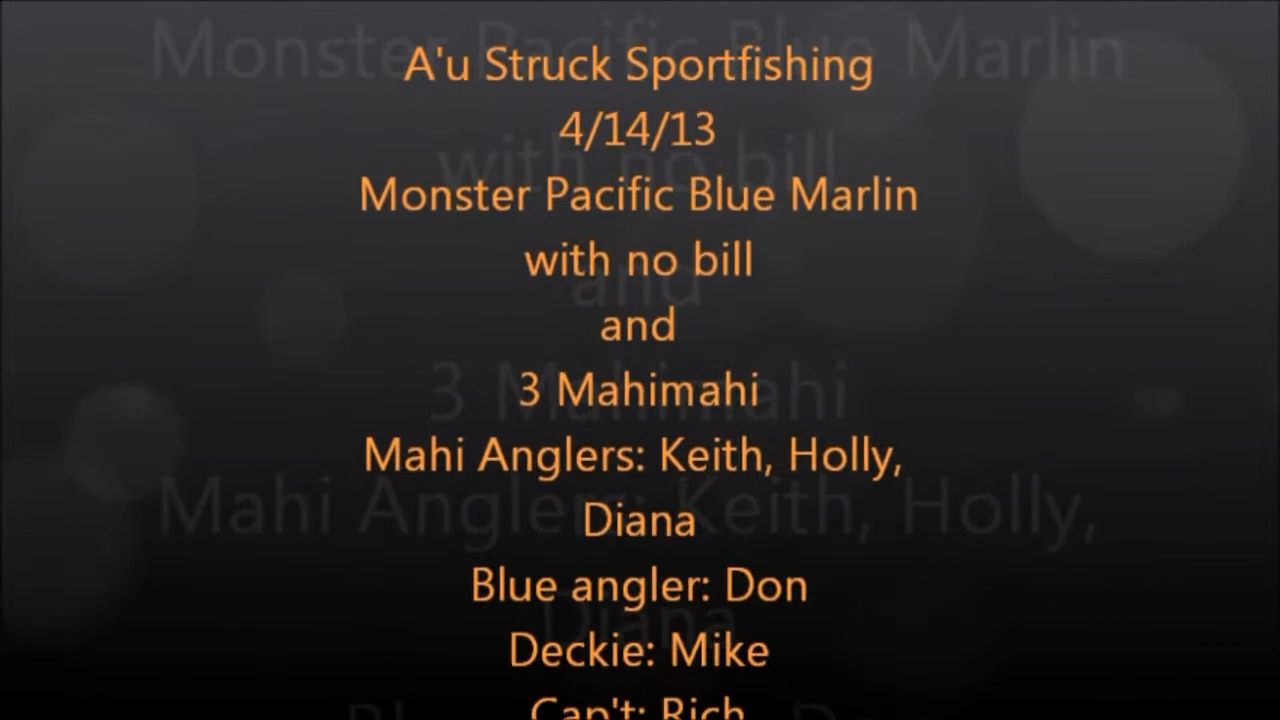 A'u Struck Sportfishing
4/14/13
Monster Pacific Blue Marlin
with no bill
and
3 Mahimahi
Mahi Anglers: Keith, Holly,
Diana
Blue angler: Don
Deckie: Mike
Cap't: Rich